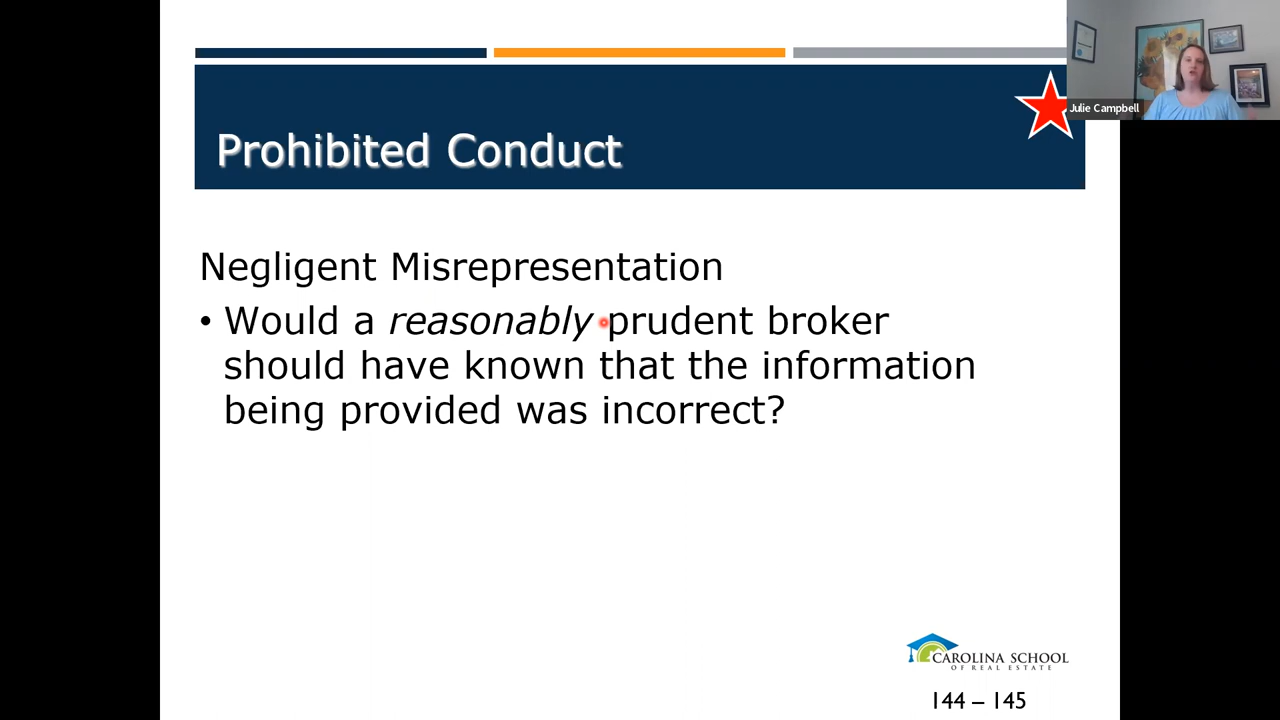 Julie Campbell
Prohibited Conduct
Negligent Misrepresentation
• Would a reasonably prudent broker
should have known that the information
being provided was incorrect?
CAROLINA SCHOOL
OF REAL ESTATE
144 – 145